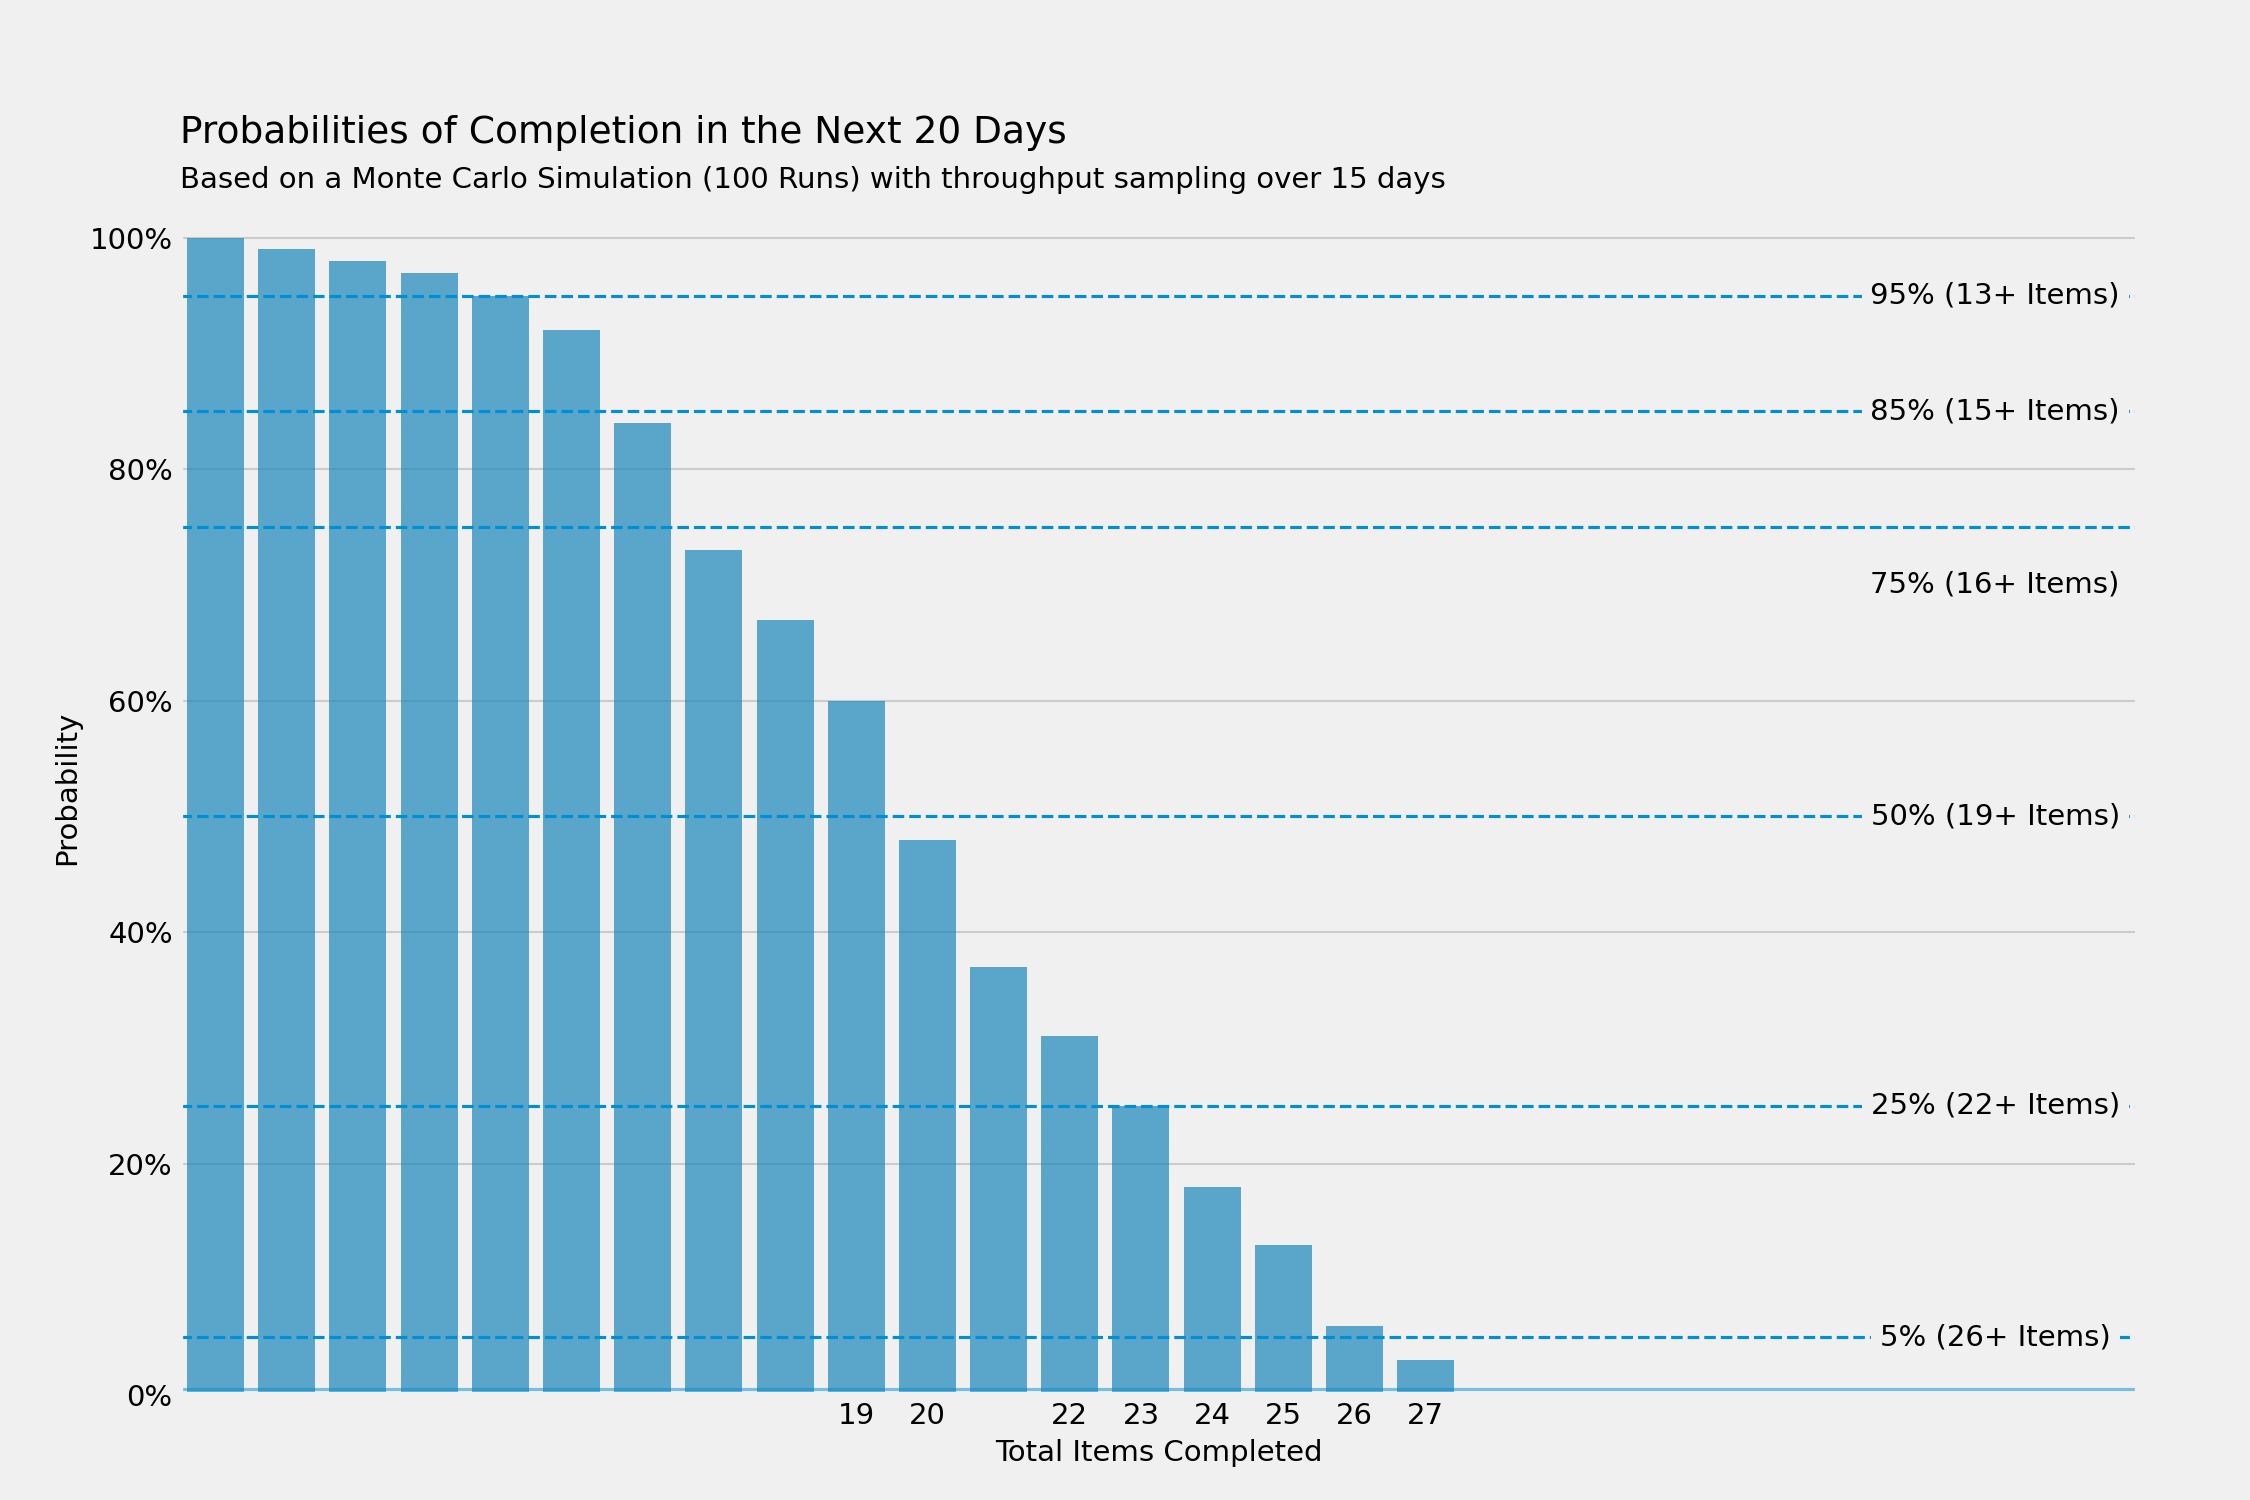 Probabilities of Completion in the Next 20 Days
Based on a Monte Carlo Simulation (100 Runs) with throughput sampling over 15 days
100%
95% (13+ Items)
85% (15+ Items)
80%
75% (16+ Items)
60%
Probability
50% (19+ Items)
40%
25% (22+ Items)
20%
5% (26+ Items)
0%
19 20 22 23 24 25 26 27
Total Items Completed